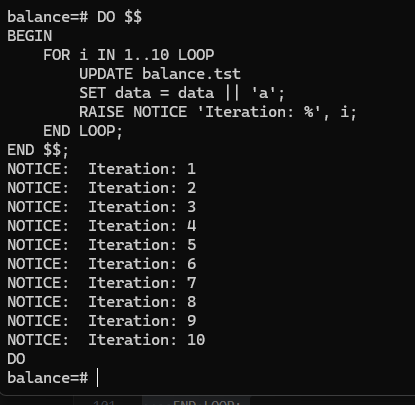 balance=# DO $$
BEGIN
    FOR i IN 1..10 LOOP
        UPDATE balance.tst
        SET data = data || 'a';
        RAISE NOTICE 'Iteration: %', i;
    END LOOP;
END $$;
NOTICE:  Iteration: 1
NOTICE:  Iteration: 2
NOTICE:  Iteration: 3
NOTICE:  Iteration: 4
NOTICE:  Iteration: 5
NOTICE:  Iteration: 6
NOTICE:  Iteration: 7
NOTICE:  Iteration: 8
NOTICE:  Iteration: 9
NOTICE:  Iteration: 10
DO
balance=#
END LOOP;